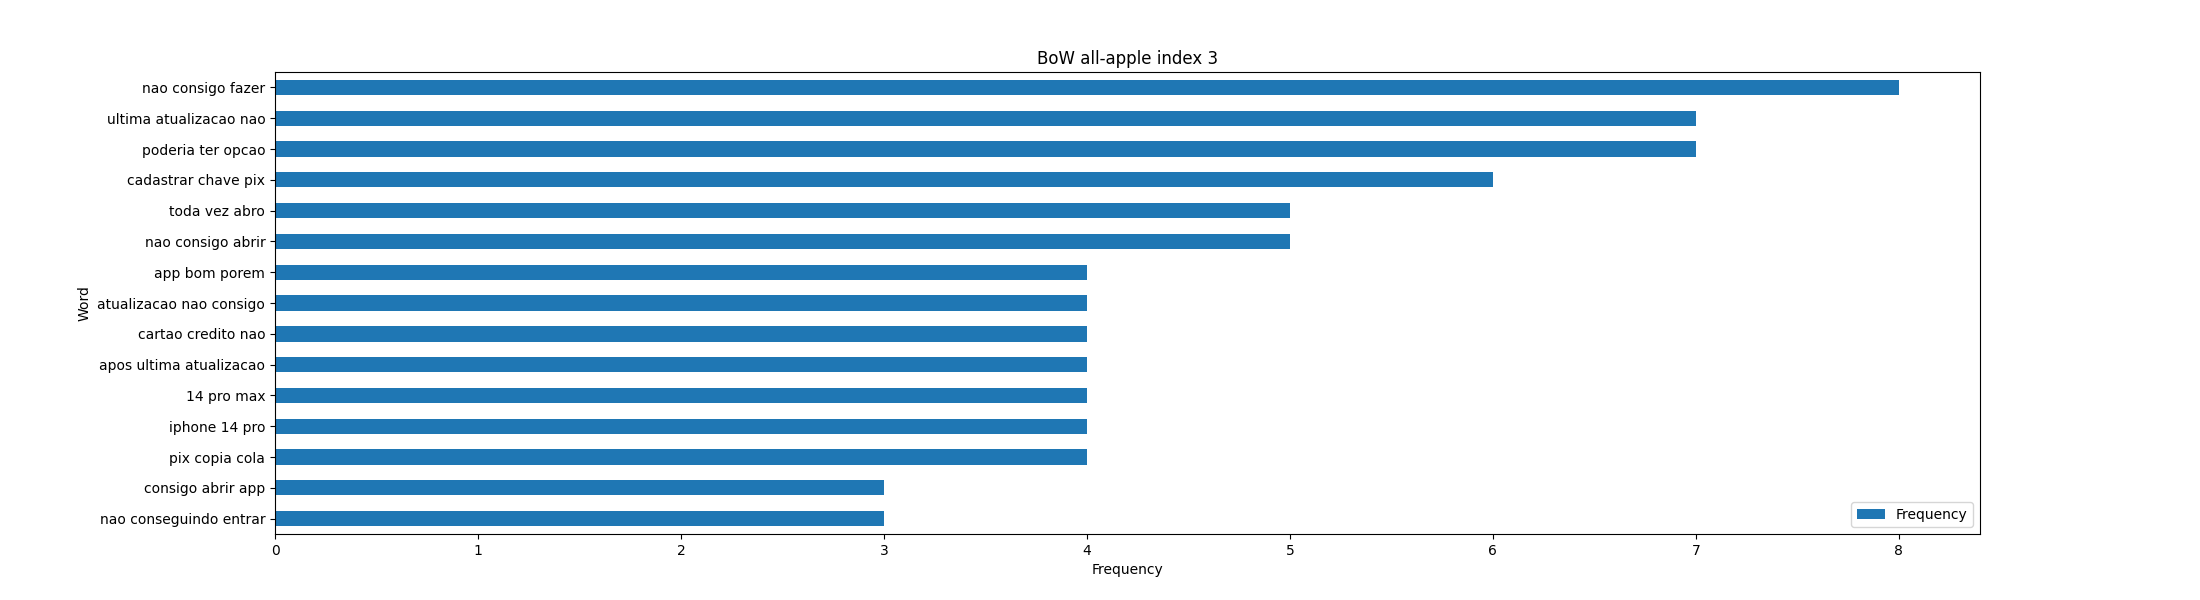 BoW all-apple index 3
nao consigo fazer
ultima atualizacao nao
poderia ter opcao
cadastrar chave pix
toda vez abro
nao consigo abrir
app bom porem
atualizacao nao consigo
cartao credito nao
apos ultima atualizacao
14 pro max
iphone 14 pro
pix copia cola
consigo abrir app
nao conseguindo entrar
Word
Frequency
0 1 2 3 4 5 6 7 8
Frequency